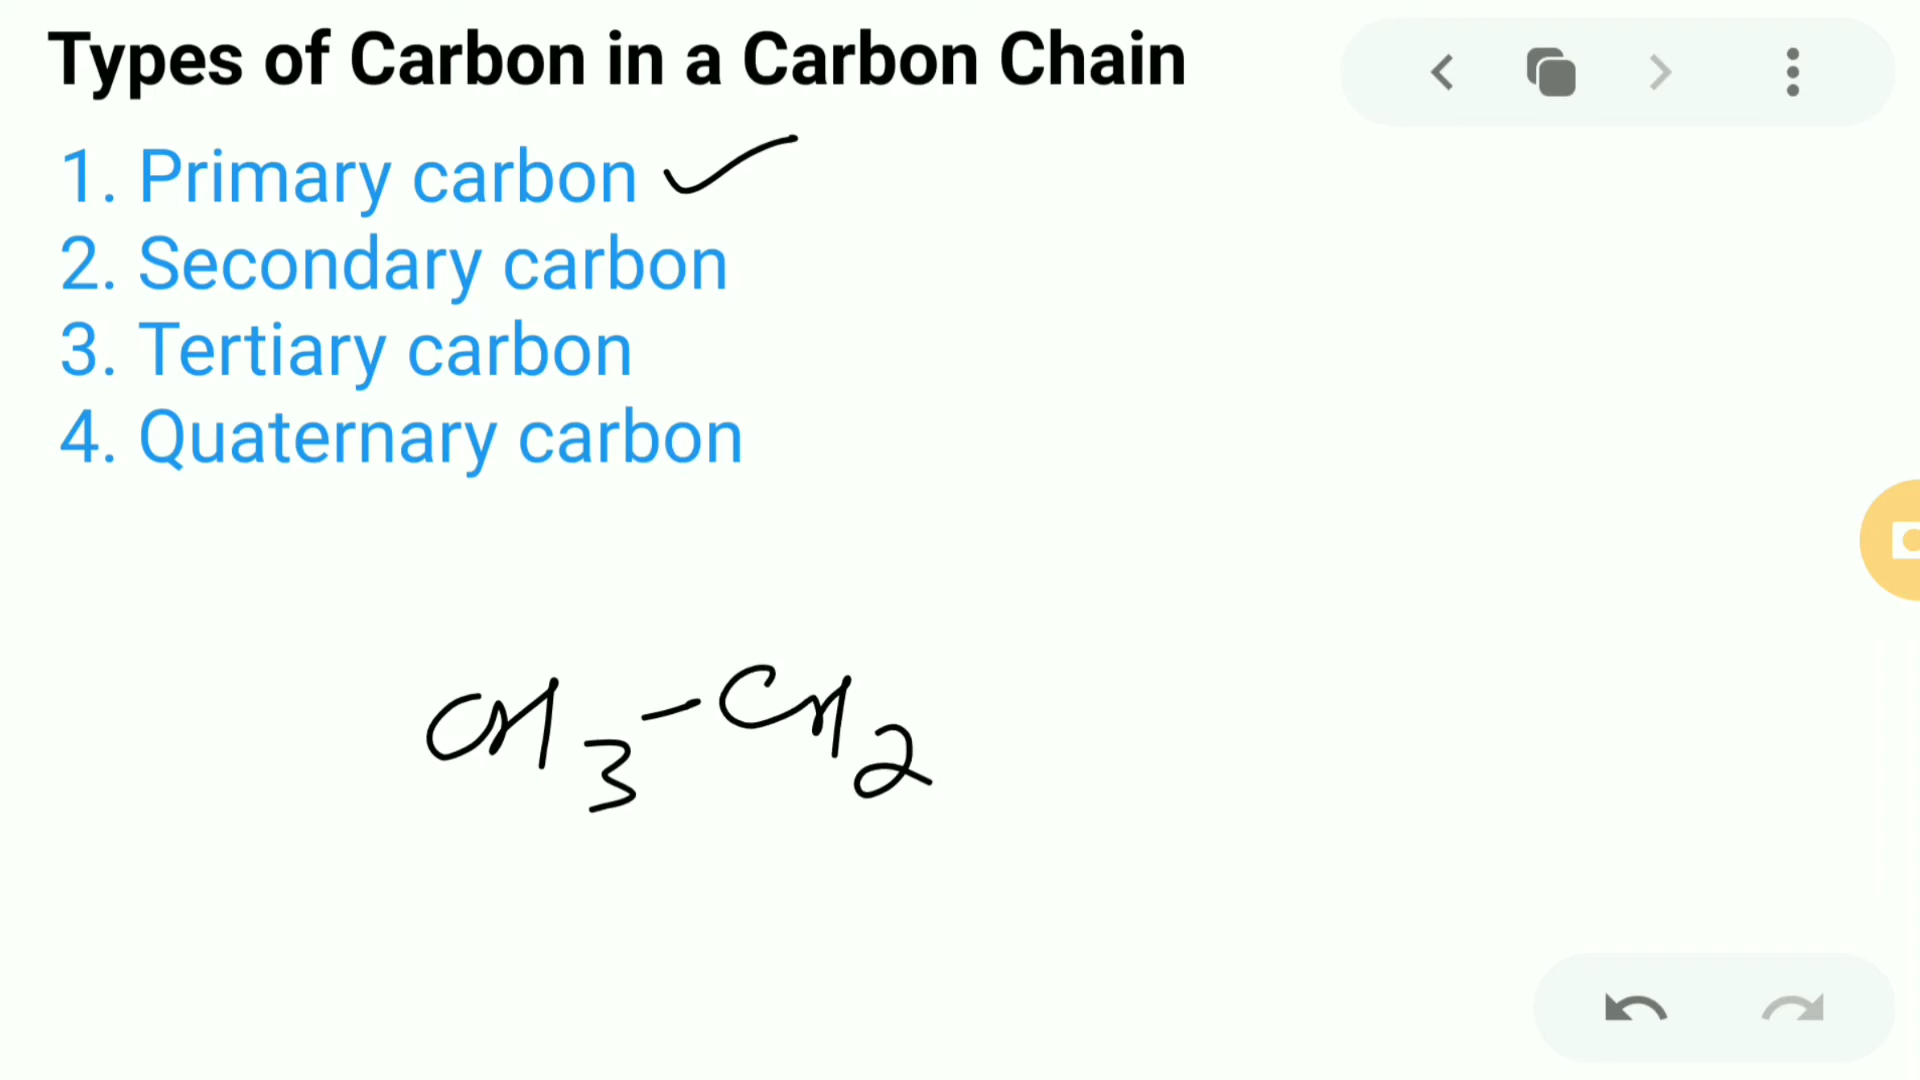 Types of Carbon in a Carbon Chain
1. Primary carbon
2. Secondary carbon
3. Tertiary carbon
4. Quaternary carbon
CH3-CH2